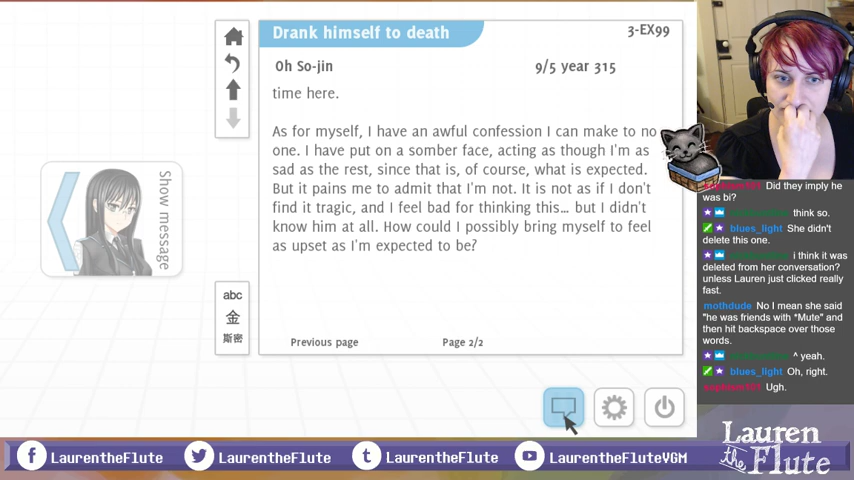 Drank himself to death
3-EX99
Oh So-jin
9/5 year 315
time here.
As for myself, I have an awful confession I can make to no
one. I have put on a somber face, acting as though I'm as
sad as the rest, since that is, of course, what is expected.
But it pains me to admit that I'm not. It is not as if I don't
find it tragic, and I feel bad for thinking this... but I didn't
know him at all. How could I possibly bring myself to feel
as upset as I'm expected to be?
Previous page
Page 2/2
Show message
abc
金
斯密
Did they imply he
was bi?
think so.
blues_light She didn't
delete this one.
i think it was
deleted from her conversation?
unless Lauren just clicked really
fast.
mothdude No I mean she said
"he was friends with *Mute" and
then hit backspace over those
words.
^ yeah.
blues_light Oh, right.
Ugh.
LaurentheFlute
LaurentheFlute
LaurentheFlute
LaurentheFluteVGM
Lauren
the Flute